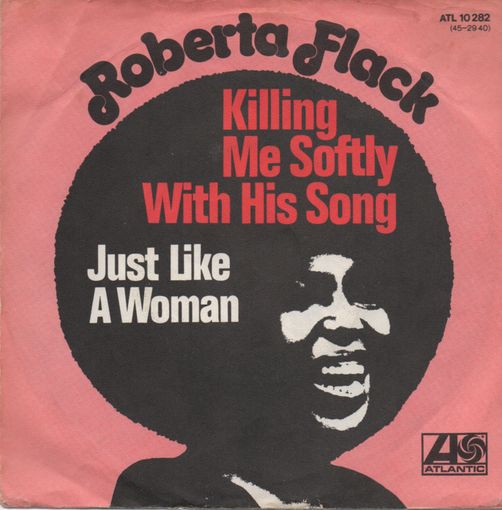 Roberta Flack
ATL 10 282
(45-29 40)
Killing
Me Softly
With His Song
Just Like
A Woman
ATLANTIC